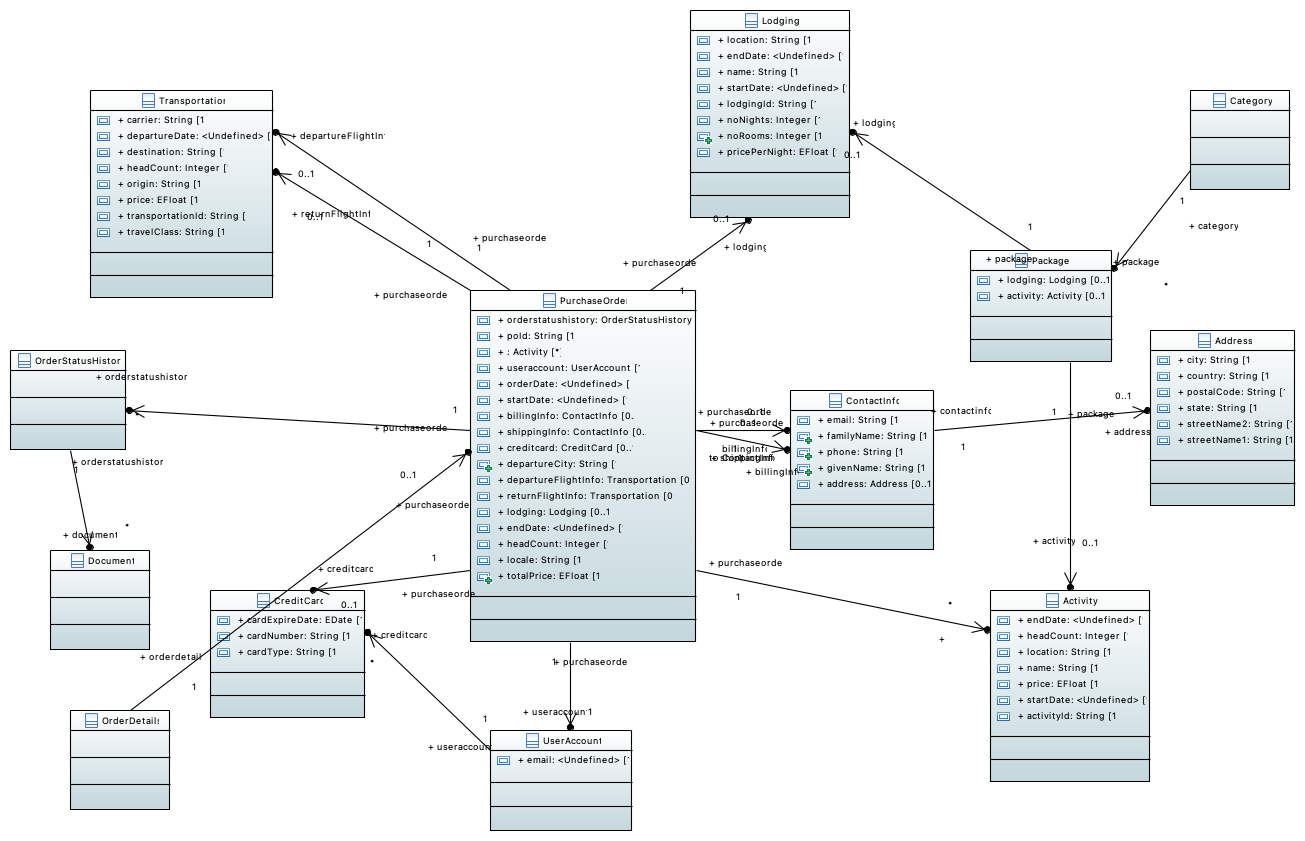 Lodging
+ location: String [1
+ endDate: <Undefined> [
+ name: String [1
+ startDate: <Undefined> [
+ lodgingId: String [
+ noNights: Integer [
+ noRooms: Integer [1
+ pricePerNight: EFloat [
+ lodging
0..1
0..1
+ lodging
Category
1
+ category
Transportation
+ carrier: String [1
+ departureDate: <Undefined> [
+ destination: String [
+ headCount: Integer [
+ origin: String [1
+ price: EFloat [1
+ transportationId: String [
+ travelClass: String [1
+ departureFlightIn
0..1
+ returnFlightInf
0..1
1
+ purchaseorde
1
+ purchaseorde
+ purchaseorde
1
1
+ package
Package
+ lodging: Lodging [0..1
+ activity: Activity [0..1
+ package
*
PurchaseOrder
+ orderstatushistory: OrderStatusHistory
+ poId: String [1
+ : Activity [*]
+ useraccount: UserAccount [
+ orderDate: <Undefined> [
+ startDate: <Undefined> [
+ billingInfo: ContactInfo [0.
+ shippingInfo: ContactInfo [0.
+ creditcard: CreditCard [0..
+ departureCity: String [
+ departureFlightInfo: Transportation [0
+ returnFlightInfo: Transportation [0
+ lodging: Lodging [0..1
+ endDate: <Undefined> [
+ headCount: Integer [
+ locale: String [1
+ totalPrice: EFloat [1
Address
+ city: String [1
+ country: String [1
+ postalCode: String [
+ state: String [1
+ streetName2: String [
+ streetName1: String [1
OrderStatusHistor
+ orderstatushistor
1
+ purchaseorde
+ orderstatushistor
1
*
+ document
Document
ContactInfo
+ email: String [1
+ familyName: String [
+ phone: String [1
+ givenName: String [
+ address: Address [0..1
+ purchaseorde
0..1
+ purchaseorde
0..1
billingInf
+ billingInf
+ contactinfo
1
1
0..1
+ address
+ package
1
+ activity
0..1
0..1
+ purchaseorde
1
+ creditcard
+ purchaseorde
0..1
CreditCard
+ cardExpireDate: EDate [
+ cardNumber: String [1
+ cardType: String [1
+ creditcard
*
+ orderdetail
1
OrderDetails
+ purchaseorde
1
*
+
Activity
+ endDate: <Undefined> [
+ headCount: Integer [
+ location: String [1
+ name: String [1
+ price: EFloat [1
+ startDate: <Undefined> [
+ activityId: String [1
1
+ purchaseorde
+ useraccount
1
1
+ useraccoun
UserAccount
+ email: <Undefined> [